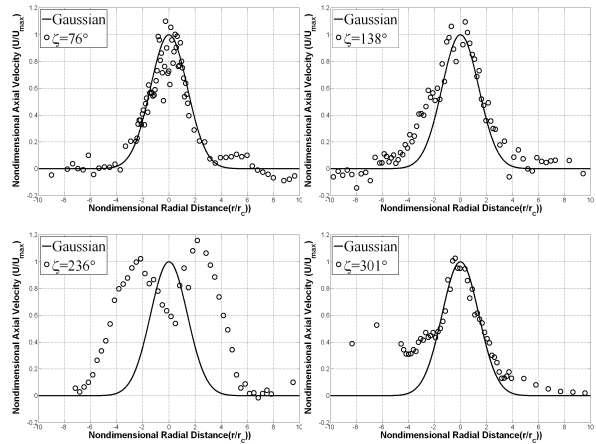 Nondimensional Axial Velocity (U/U_max)
1.2
1
0.8
0.6
0.4
0.2
0
-0.2
Gaussian
ζ=76°
-10 -8 -6 -4 -2 0 2 4 6 8 10
Nondimensional Radial Distance(r/r_c))
Nondimensional Axial Velocity (U/U_max)
1.2
1
0.8
0.6
0.4
0.2
0
-0.2
Gaussian
ζ=138°
-10 -8 -6 -4 -2 0 2 4 6 8 10
Nondimensional Radial Distance(r/r_c))
Nondimensional Axial Velocity (U/U_max)
1.2
1
0.8
0.6
0.4
0.2
0
-0.2
Gaussian
ζ=236°
-10 -8 -6 -4 -2 0 2 4 6 8 10
Nondimensional Radial Distance(r/r_c))
Nondimensional Axial Velocity (U/U_max)
1.2
1
0.8
0.6
0.4
0.2
0
-0.2
Gaussian
ζ=301°
-10 -8 -6 -4 -2 0 2 4 6 8 10
Nondimensional Radial Distance(r/r_c))